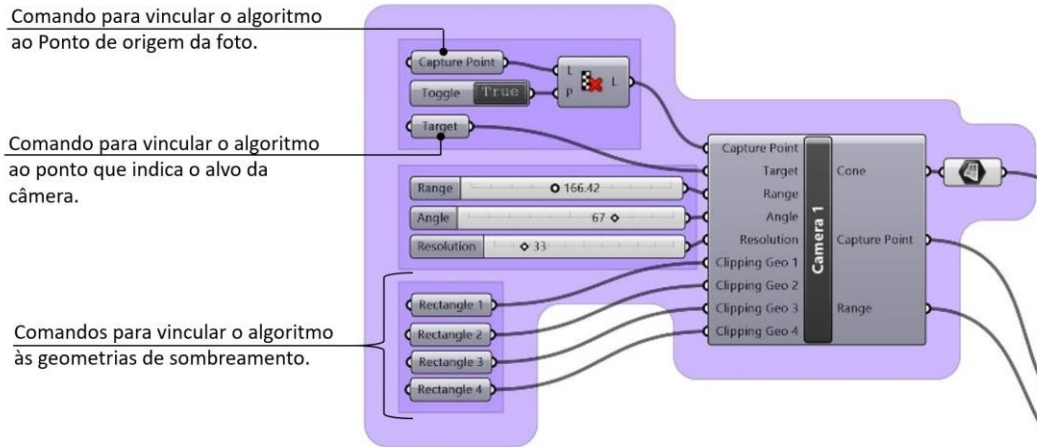 Comando para vincular o algoritmo
ao Ponto de origem da foto.
Comando para vincular o algoritmo
ao ponto que indica o alvo da
câmera.
Comandos para vincular o algoritmo
às geometrias de sombreamento.
Capture Point
Toggle True
Target
L
P
L
Range 166.42
Angle 67
Resolution 33
Rectangle 1
Rectangle 2
Rectangle 3
Rectangle 4
Capture Point
Target
Range
Angle
Resolution
Clipping Geo 1
Clipping Geo 2
Clipping Geo 3
Clipping Geo 4
Camera 1
Cone
Capture Point
Range